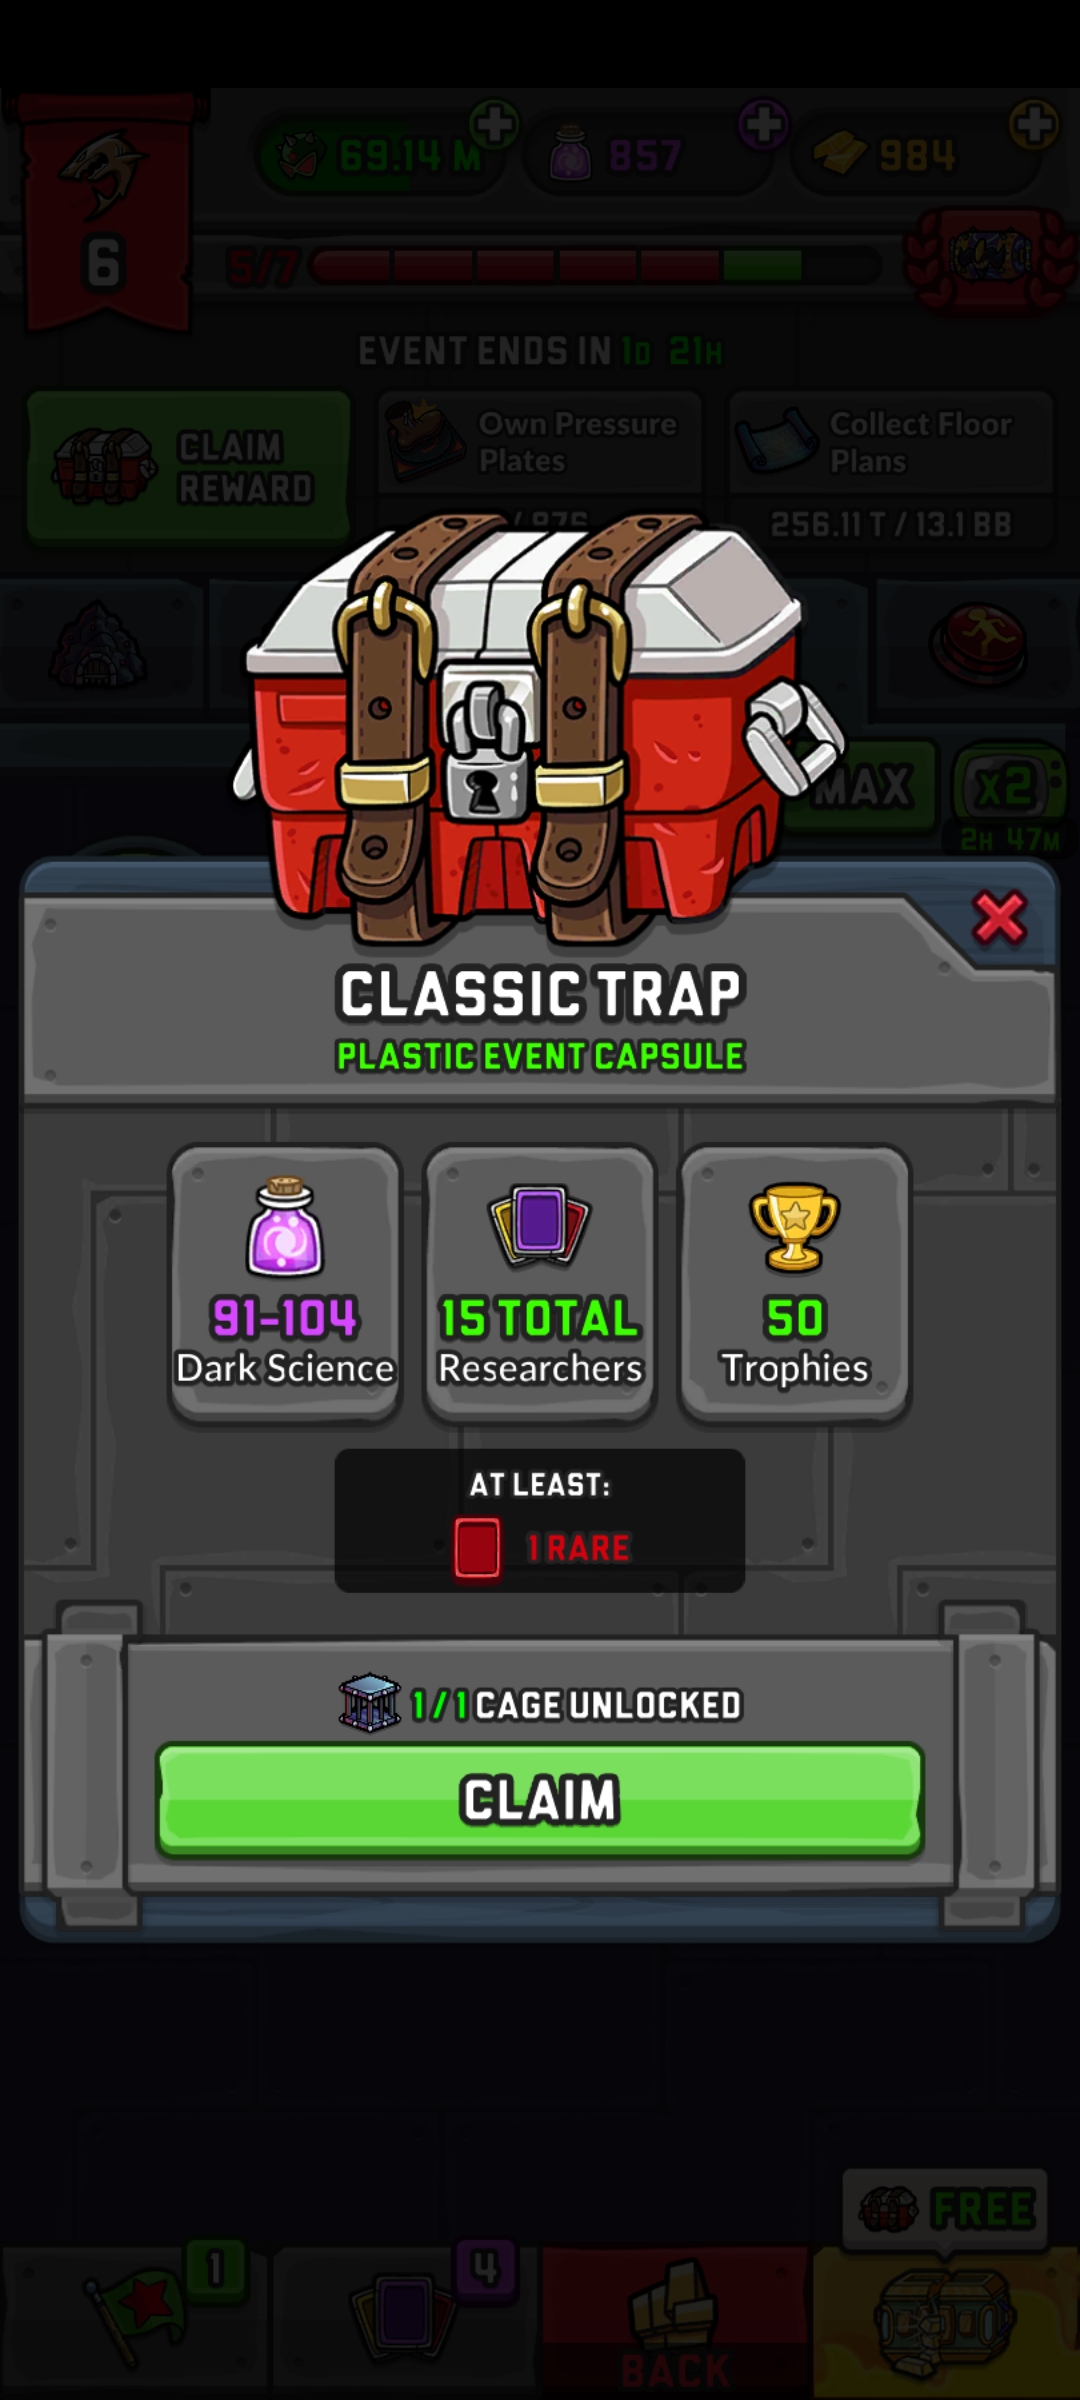 69.14 M
857
984
6
5/7
EVENT ENDS IN 1D 21H
CLAIM
REWARD
Own Pressure
Plates
Collect Floor
Plans
/ 876
256.11 T / 13.1 BB
MAX
x2
2H 47M
CLASSIC TRAP
PLASTIC EVENT CAPSULE
91-104
Dark Science
15 TOTAL
Researchers
50
Trophies
AT LEAST:
1 RARE
1/1 CAGE UNLOCKED
CLAIM
FREE
1
4
BACK